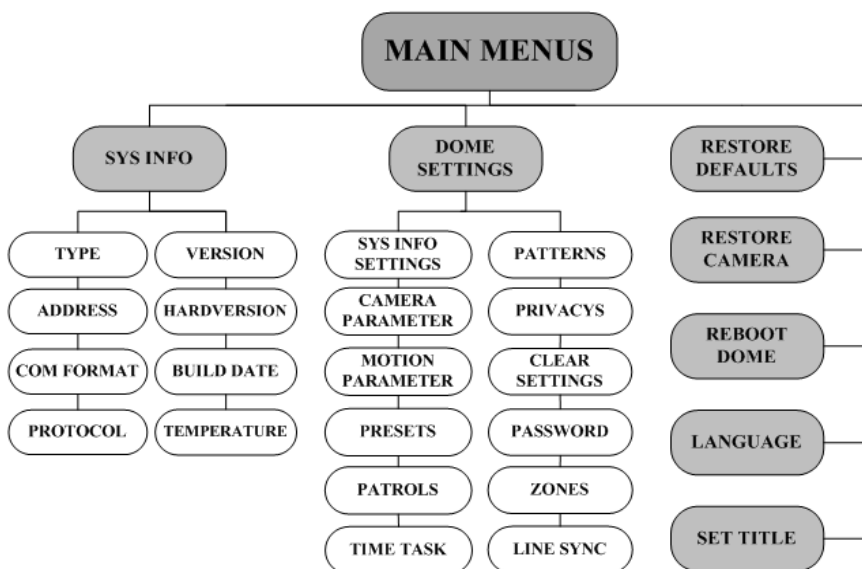 MAIN MENUS
SYS INFO
TYPE
ADDRESS
COM FORMAT
PROTOCOL
VERSION
HARDVERSION
BUILD DATE
TEMPERATURE
DOME
SETTINGS
SYS INFO
SETTINGS
CAMERA
PARAMETER
MOTION
PARAMETER
PRESETS
PATROLS
TIME TASK
PATTERNS
PRIVACYS
CLEAR
SETTINGS
PASSWORD
ZONES
LINE SYNC
RESTORE
DEFAULTS
RESTORE
CAMERA
REBOOT
DOME
LANGUAGE
SET TITLE